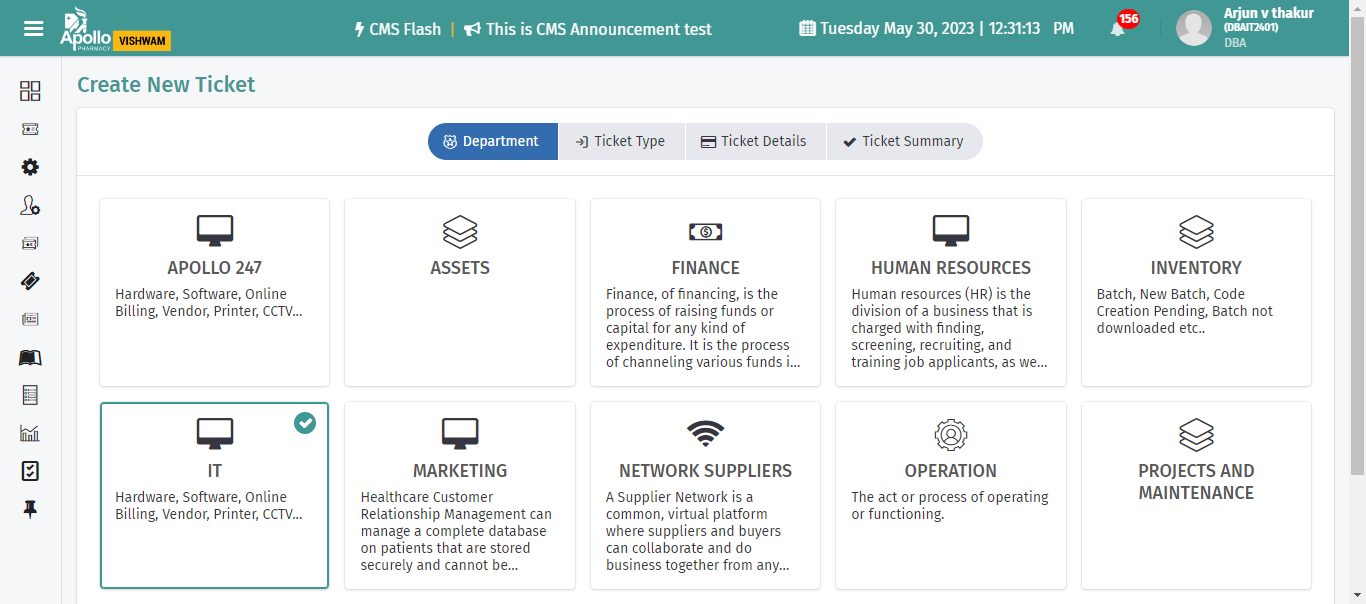 Apollo
PHARMACY
VISHWAM
CMS Flash | This is CMS Announcement test
Tuesday May 30, 2023 | 12:31:13 PM
156
Arjun v thakur
(DBAIT2401)
DBA
Create New Ticket
Department
Ticket Type
Ticket Details
Ticket Summary
APOLLO 247
Hardware, Software, Online
Billing, Vendor, Printer, CCTV...
ASSETS
FINANCE
Finance, of financing, is the
process of raising funds or
capital for any kind of
expenditure. It is the process
of channeling various funds i...
HUMAN RESOURCES
Human resources (HR) is the
division of a business that is
charged with finding,
screening, recruiting, and
training job applicants, as we...
INVENTORY
Batch, New Batch, Code
Creation Pending, Batch not
downloaded etc..
IT
Hardware, Software, Online
Billing, Vendor, Printer, CCTV...
MARKETING
Healthcare Customer
Relationship Management can
manage a complete database
on patients that are stored
securely and cannot be...
NETWORK SUPPLIERS
A Supplier Network is a
common, virtual platform
where suppliers and buyers
can collaborate and do
business together from any...
OPERATION
The act or process of operating
or functioning.
PROJECTS AND
MAINTENANCE